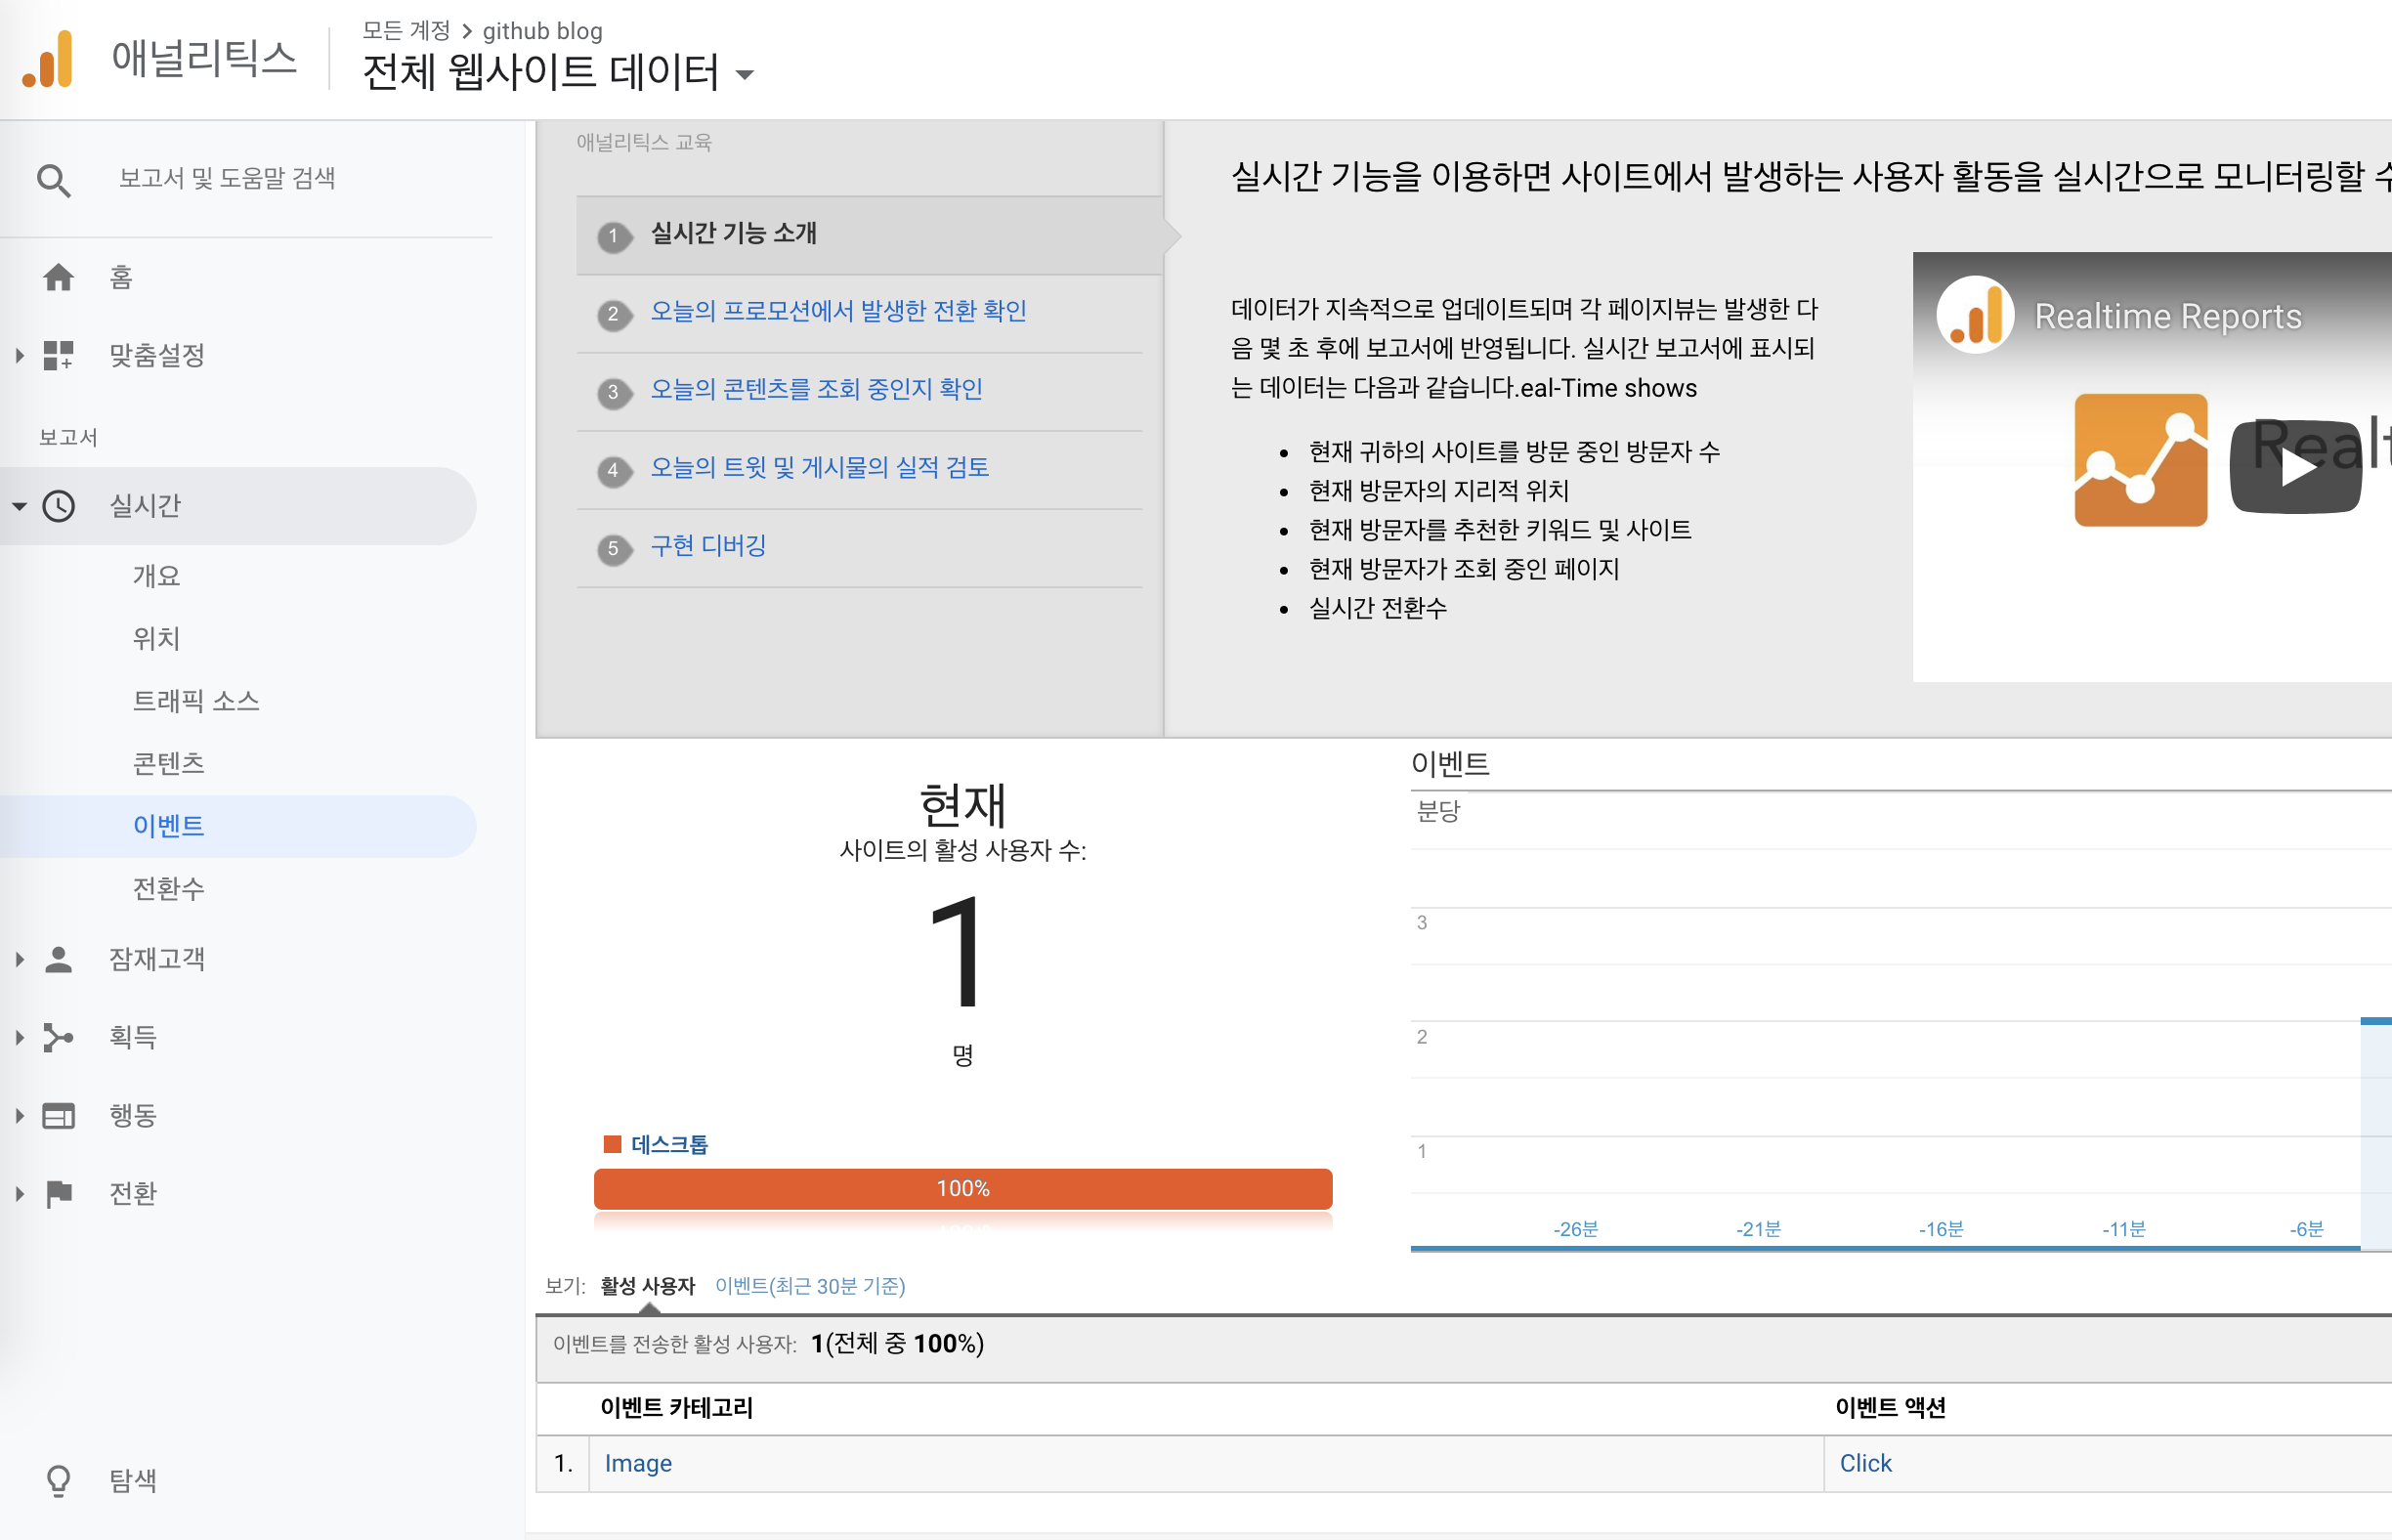 애널리틱스
모든 계정 > github blog
전체 웹사이트 데이터
보고서 및 도움말 검색
홈
맞춤설정
보고서
실시간
개요
위치
트래픽 소스
콘텐츠
이벤트
전환수
잠재고객
획득
행동
전환
탐색
애널리틱스 교육
1 실시간 기능 소개
2 오늘의 프로모션에서 발생한 전환 확인
3 오늘의 콘텐츠를 조회 중인지 확인
4 오늘의 트윗 및 게시물의 실적 검토
5 구현 디버깅
실시간 기능을 이용하면 사이트에서 발생하는 사용자 활동을 실시간으로 모니터링할
데이터가 지속적으로 업데이트되며 각 페이지뷰는 발생한 다
음 몇 초 후에 보고서에 반영됩니다. 실시간 보고서에 표시되
는 데이터는 다음과 같습니다.eal-Time shows
• 현재 귀하의 사이트를 방문 중인 방문자 수
• 현재 방문자의 지리적 위치
• 현재 방문자를 추천한 키워드 및 사이트
• 현재 방문자가 조회 중인 페이지
• 실시간 전환수
Realtime Reports
현재
사이트의 활성 사용자 수:
1
명
데스크톱
100%
이벤트
분당
3
2
1
-26분 -21분 -16분 -11분 -6분
보기: 활성 사용자 이벤트(최근 30분 기준)
이벤트를 전송한 활성 사용자: 1(전체 중 100%)
이벤트 카테고리 이벤트 액션
1. Image Click